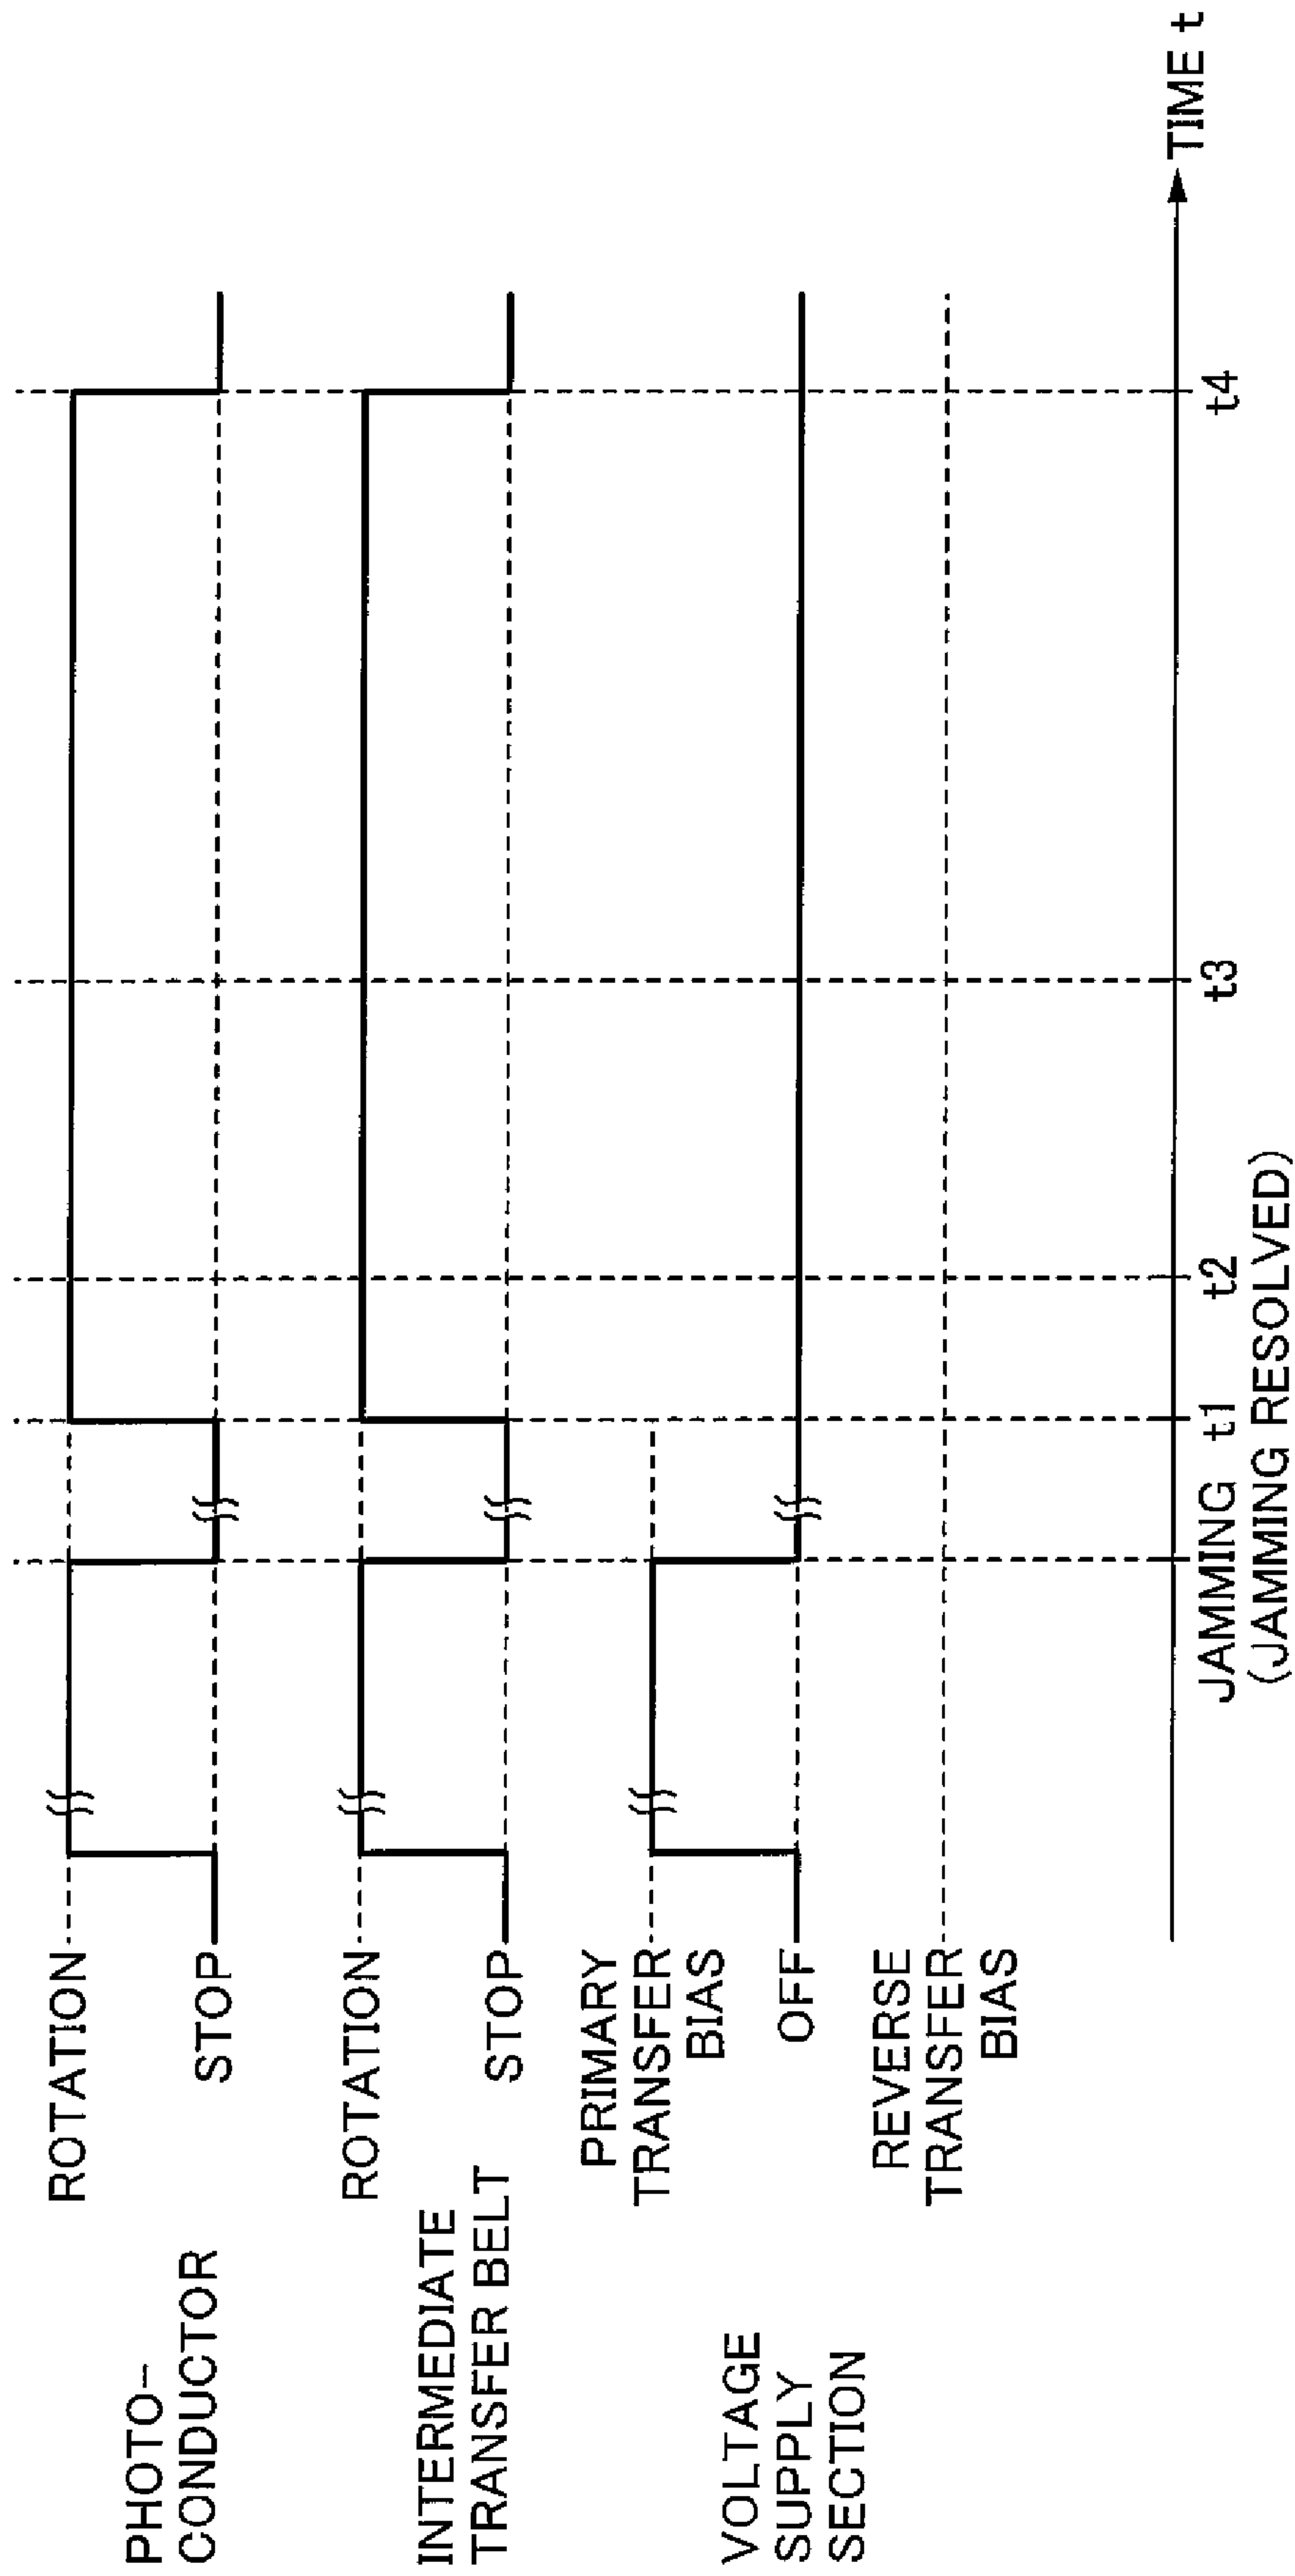 PHOTO-
CONDUCTOR
ROTATION
STOP
INTERMEDIATE
TRANSFER BELT
ROTATION
STOP
VOLTAGE
SUPPLY
SECTION
PRIMARY
TRANSFER
BIAS
OFF
REVERSE
TRANSFER
BIAS
JAMMING t1 t2 t3 t4
(JAMMING RESOLVED)
TIME t